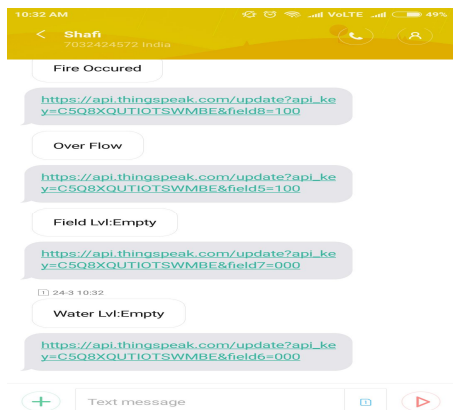 10:32 AM
VoLTE
49%
Shafi
7032424572 India
Fire Occured
https://api.thingspeak.com/update?api_ke
y=C5Q8XQUTIOTSWMBE&field8=100
Over Flow
https://api.thingspeak.com/update?api_ke
y=C5Q8XQUTIOTSWMBE&field5=100
Field Lvl:Empty
https://api.thingspeak.com/update?api_ke
y=C5Q8XQUTIOTSWMBE&field7=000
1 24-3 10:32
Water Lvl:Empty
https://api.thingspeak.com/update?api_ke
y=C5Q8XQUTIOTSWMBE&field6=000
Text message
1